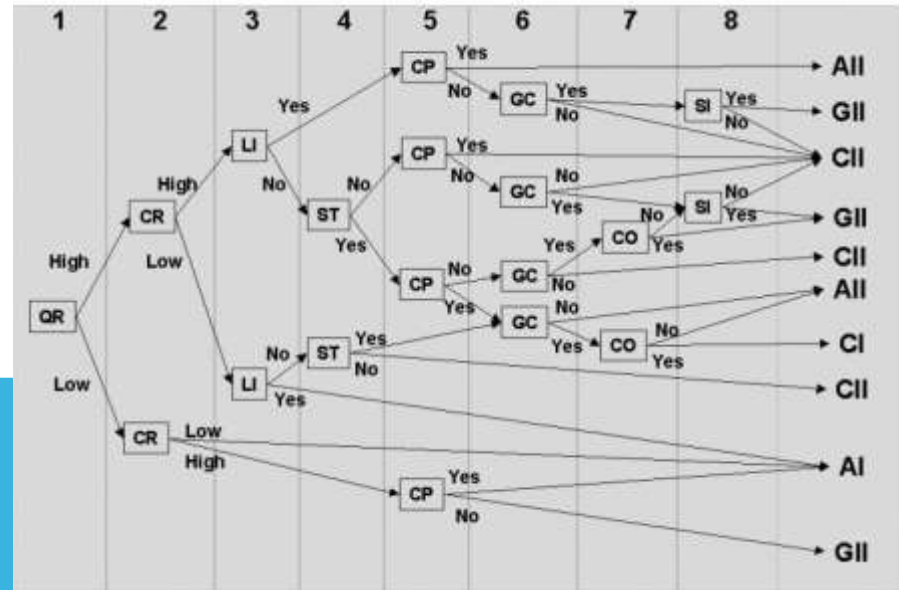 1 2 3 4 5 6 7 8
Yes
CP
AII
No
Yes
GC
Yes
SI
Yes
GII
No
No
LI
Yes
CP
CII
High
No
No
No
GC
No
Yes
SI
No
Yes
CR
ST
GII
Low
Yes
No
CO
Yes
High
CP
No
Yes
GC
Yes
No
CII
QR
AII
GC
No
Yes
CO
No
Yes
CI
No
ST
Yes
No
LI
Yes
CII
Low
CR
Low
High
AI
CP
Yes
No
GII